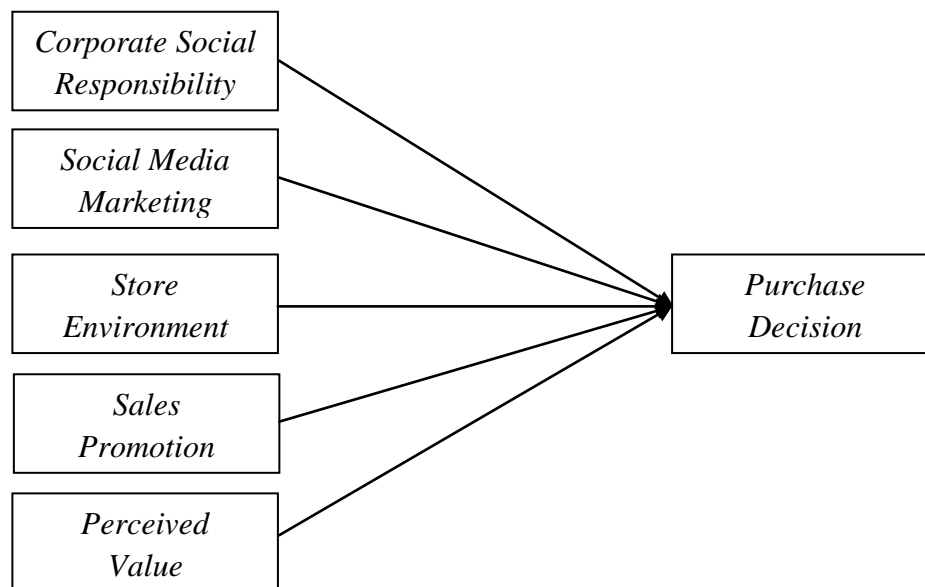 Corporate Social
Responsibility
Social Media
Marketing
Store
Environment
Purchase
Decision
Sales
Promotion
Perceived
Value